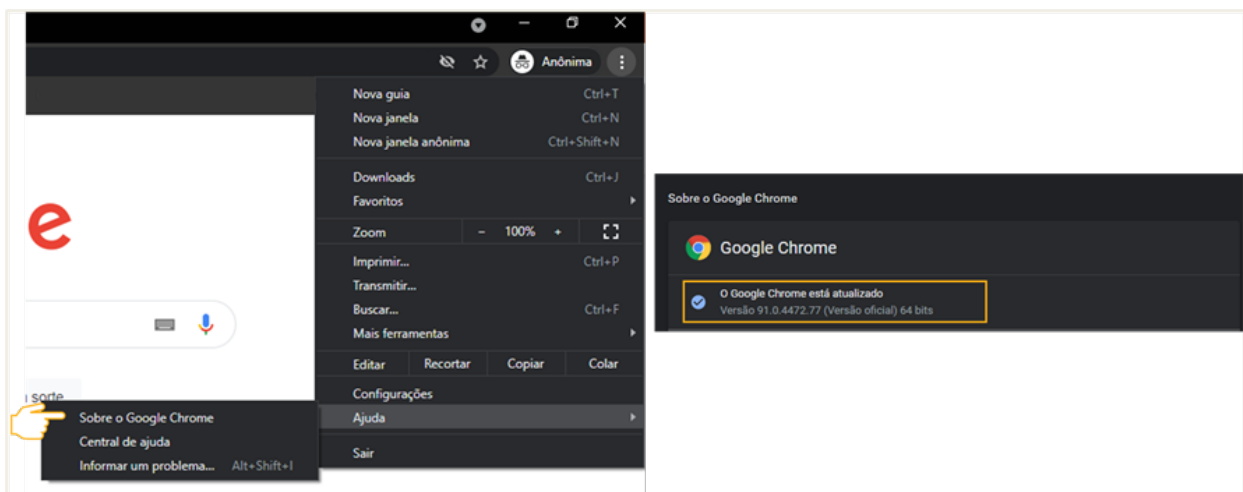 Anônima
Nova guia Ctrl+T
Nova janela Ctrl+N
Nova janela anônima Ctrl+Shift+N
Downloads Ctrl+J
Favoritos
Zoom - 100% +
Imprimir... Ctrl+P
Transmitir...
Buscar... Ctrl+F
Mais ferramentas
Editar Recortar Copiar Colar
Configurações
Ajuda
Sair
e
sorte
Sobre o Google Chrome
Central de ajuda
Informar um problema... Alt+Shift+I
Sobre o Google Chrome
Google Chrome
O Google Chrome está atualizado
Versão 91.0.4472.77 (Versão oficial) 64 bits